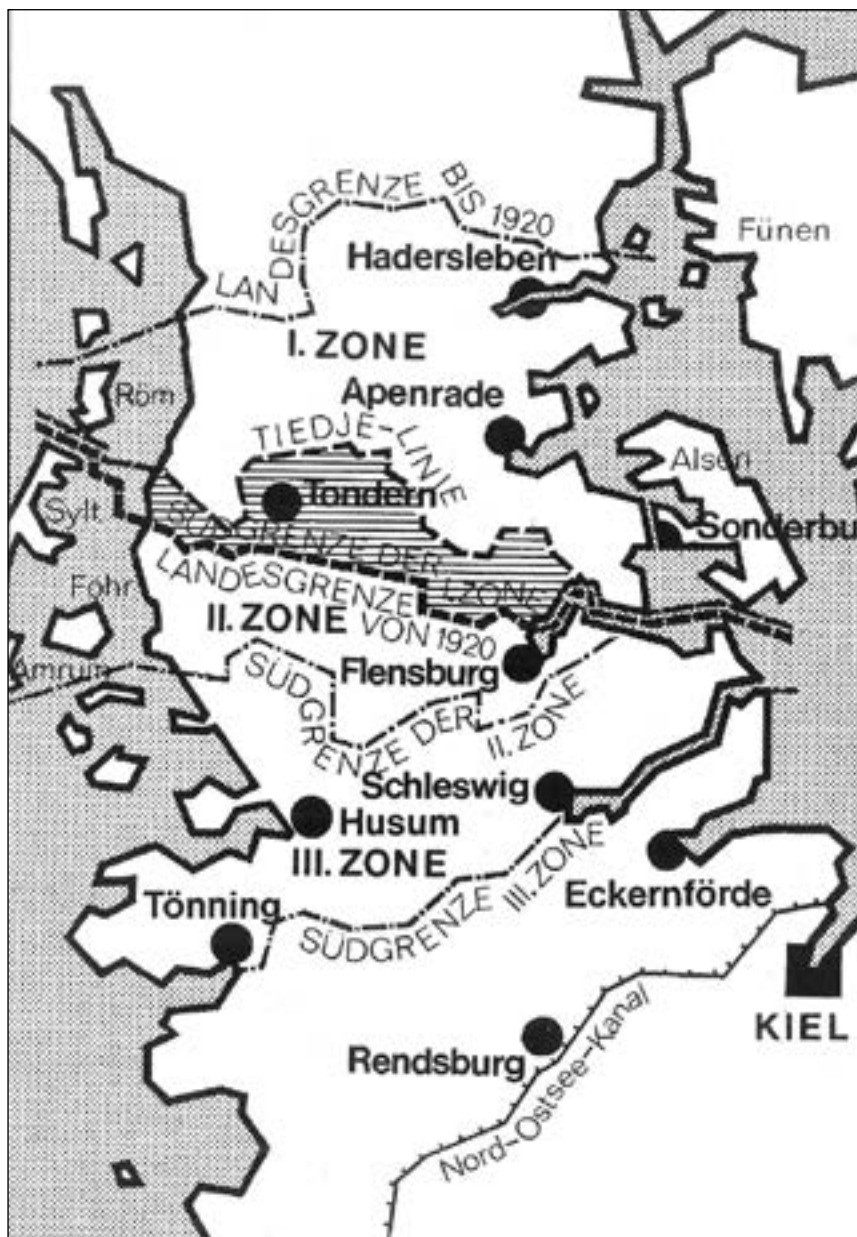 LANDESGRENZE BIS 1920
Fünen
Hadersleben
I. ZONE
Röm
Apenrade
TIEDJE-LINIE
Alsen
Tondern
Sylt
SÜDGRENZE DER I. ZONE
Sonderbu
LANDESGRENZE VON 1920
Fohr
II. ZONE
Flensburg
Amrum
SÜDGRENZE DER II. ZONE
Schleswig
Husum
III. ZONE
SÜDGRENZE III. ZONE
Eckernförde
Tönning
KIEL
Rendsburg
Nord-Ostsee-Kanal